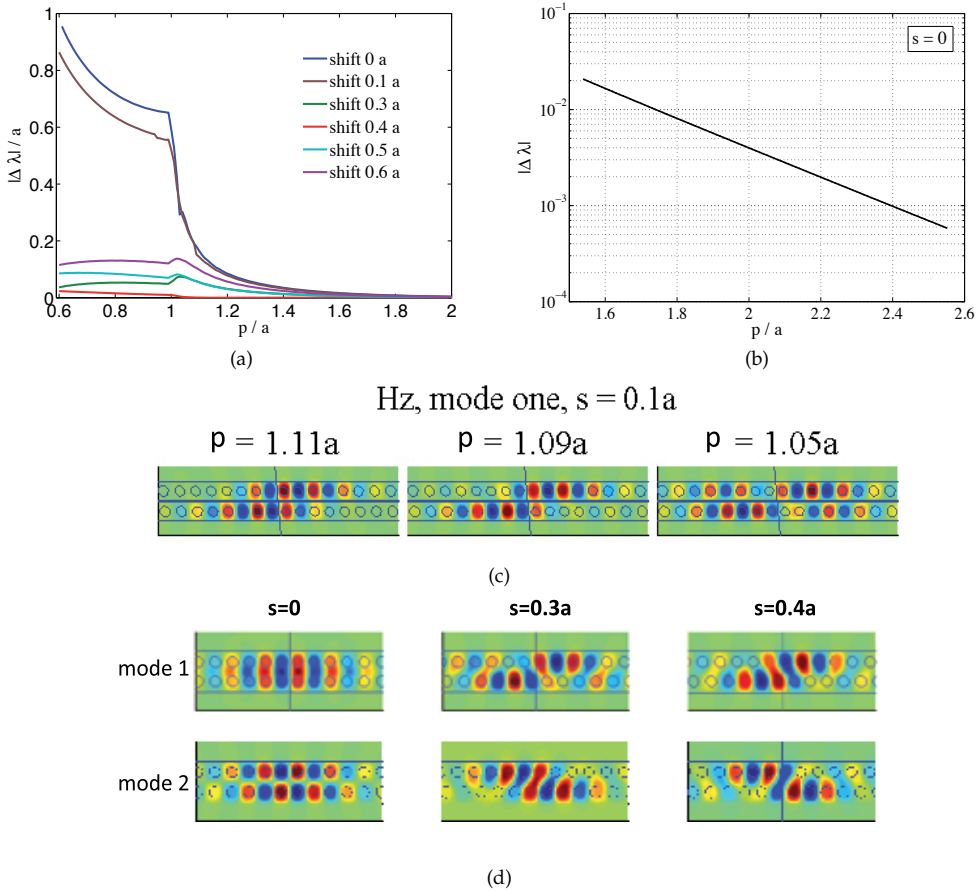 1
0.8
0.6
0.4
0.2
0
|Δ λ| / a
shift 0 a
shift 0.1 a
shift 0.3 a
shift 0.4 a
shift 0.5 a
shift 0.6 a
0.6 0.8 1 1.2 1.4 1.6 1.8 2
p / a
(a)
10⁻¹
10⁻²
10⁻³
10⁻⁴
|Δ λ|
s = 0
1.6 1.8 2 2.2 2.4 2.6
p / a
(b)
Hz, mode one, s = 0.1a
p = 1.11a p = 1.09a p = 1.05a
(c)
s=0 s=0.3a s=0.4a
mode 1
mode 2
(d)